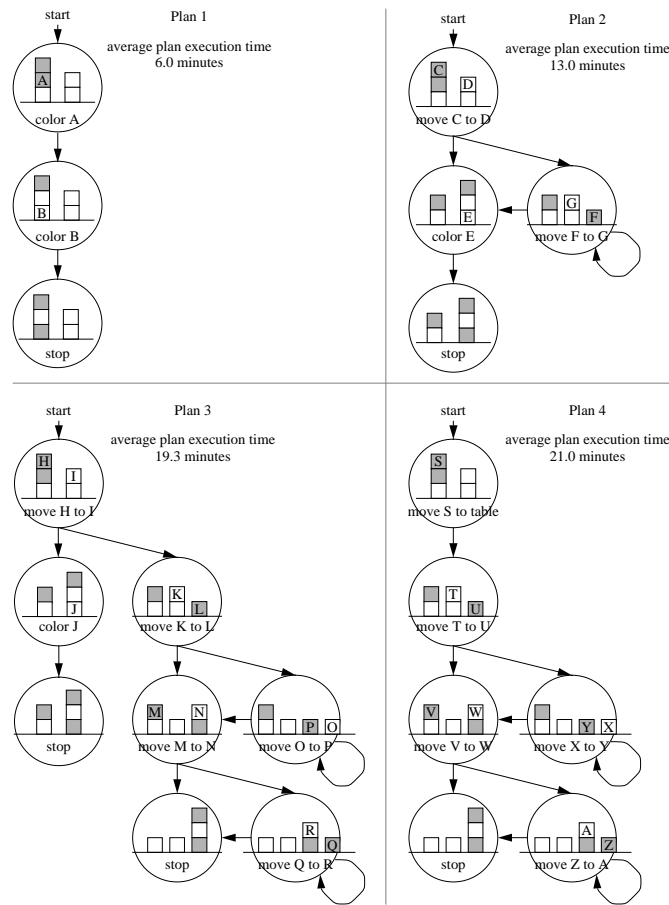 start
Plan 1
average plan execution time
6.0 minutes
A
color A
B
color B
stop
start
Plan 2
average plan execution time
13.0 minutes
C
D
move C to D
E
color E
G
F
move F to G
stop
start
Plan 3
average plan execution time
19.3 minutes
H
I
move H to I
J
color J
K
L
move K to L
stop
M
N
move M to N
P
O
move O to P
stop
R
Q
move Q to R
start
Plan 4
average plan execution time
21.0 minutes
S
move S to table
T
U
move T to U
V
W
move V to W
Y
X
move X to Y
stop
A
Z
move Z to A